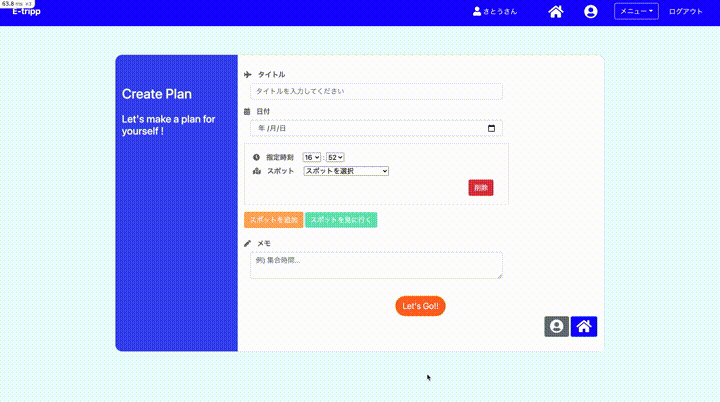 63.8 ms ×3
E-tripp
さとうさん
メニュー
ログアウト
Create Plan
Let's make a plan for
yourself !
タイトル
タイトルを入力してください
日付
年 /月/日
指定時刻 16 : 52
スポット スポットを選択
削除
スポットを追加 スポットを見に行く
メモ
例) 集合時間...
Let's Go!!